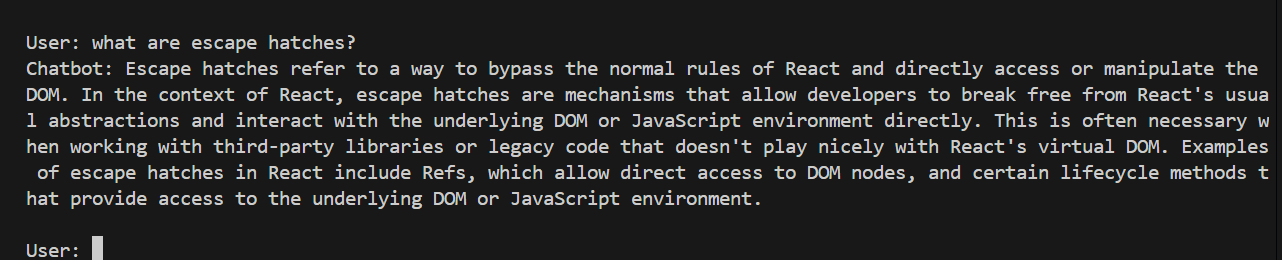 User: what are escape hatches?
Chatbot: Escape hatches refer to a way to bypass the normal rules of React and directly access or manipulate the
DOM. In the context of React, escape hatches are mechanisms that allow developers to break free from React's usua
l abstractions and interact with the underlying DOM or JavaScript environment directly. This is often necessary w
hen working with third-party libraries or legacy code that doesn't play nicely with React's virtual DOM. Examples
of escape hatches in React include Refs, which allow direct access to DOM nodes, and certain lifecycle methods t
hat provide access to the underlying DOM or JavaScript environment.
User: